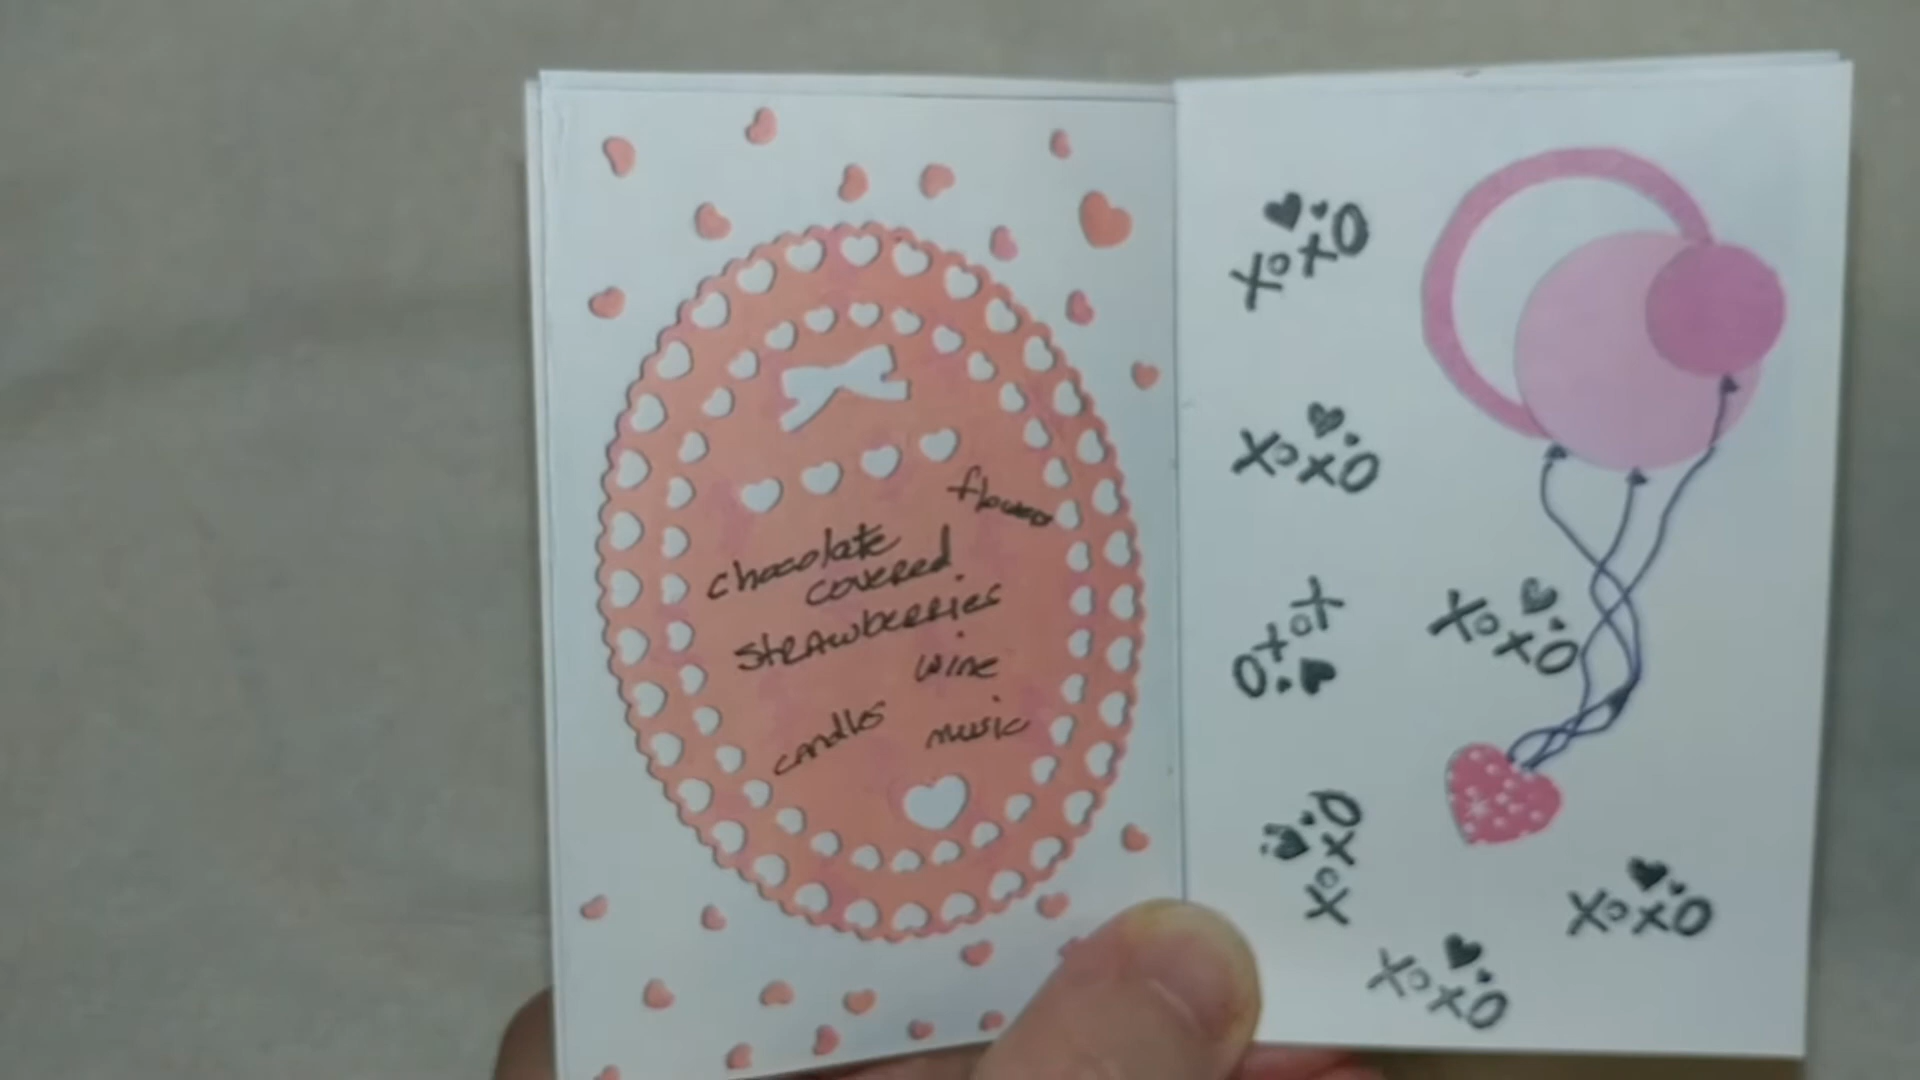 flowers
chocolate
covered
strawberries
wine
candles
music
xoxo
xoxo
xoxo
xoxo
xoxo
xoxo
xoxo